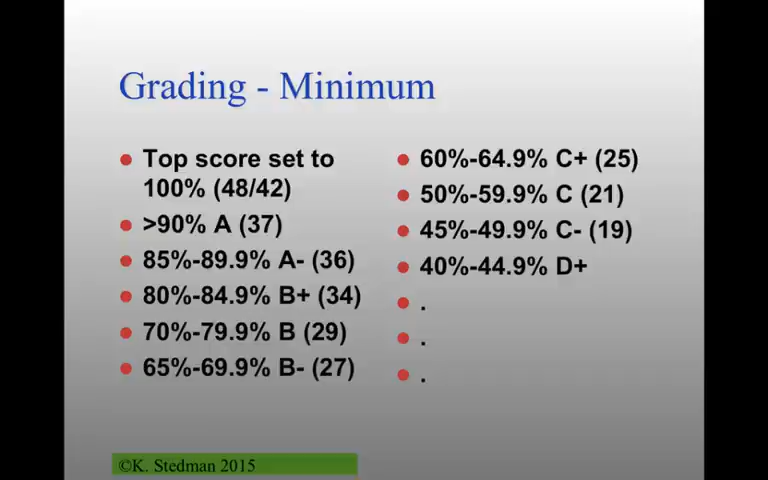 Grading - Minimum
Top score set to
100% (48/42)
>90% A (37)
85%-89.9% A- (36)
80%-84.9% B+ (34)
70%-79.9% B (29)
65%-69.9% B- (27)
60%-64.9% C+ (25)
50%-59.9% C (21)
45%-49.9% C- (19)
40%-44.9% D+
.
.
.
©K. Stedman 2015